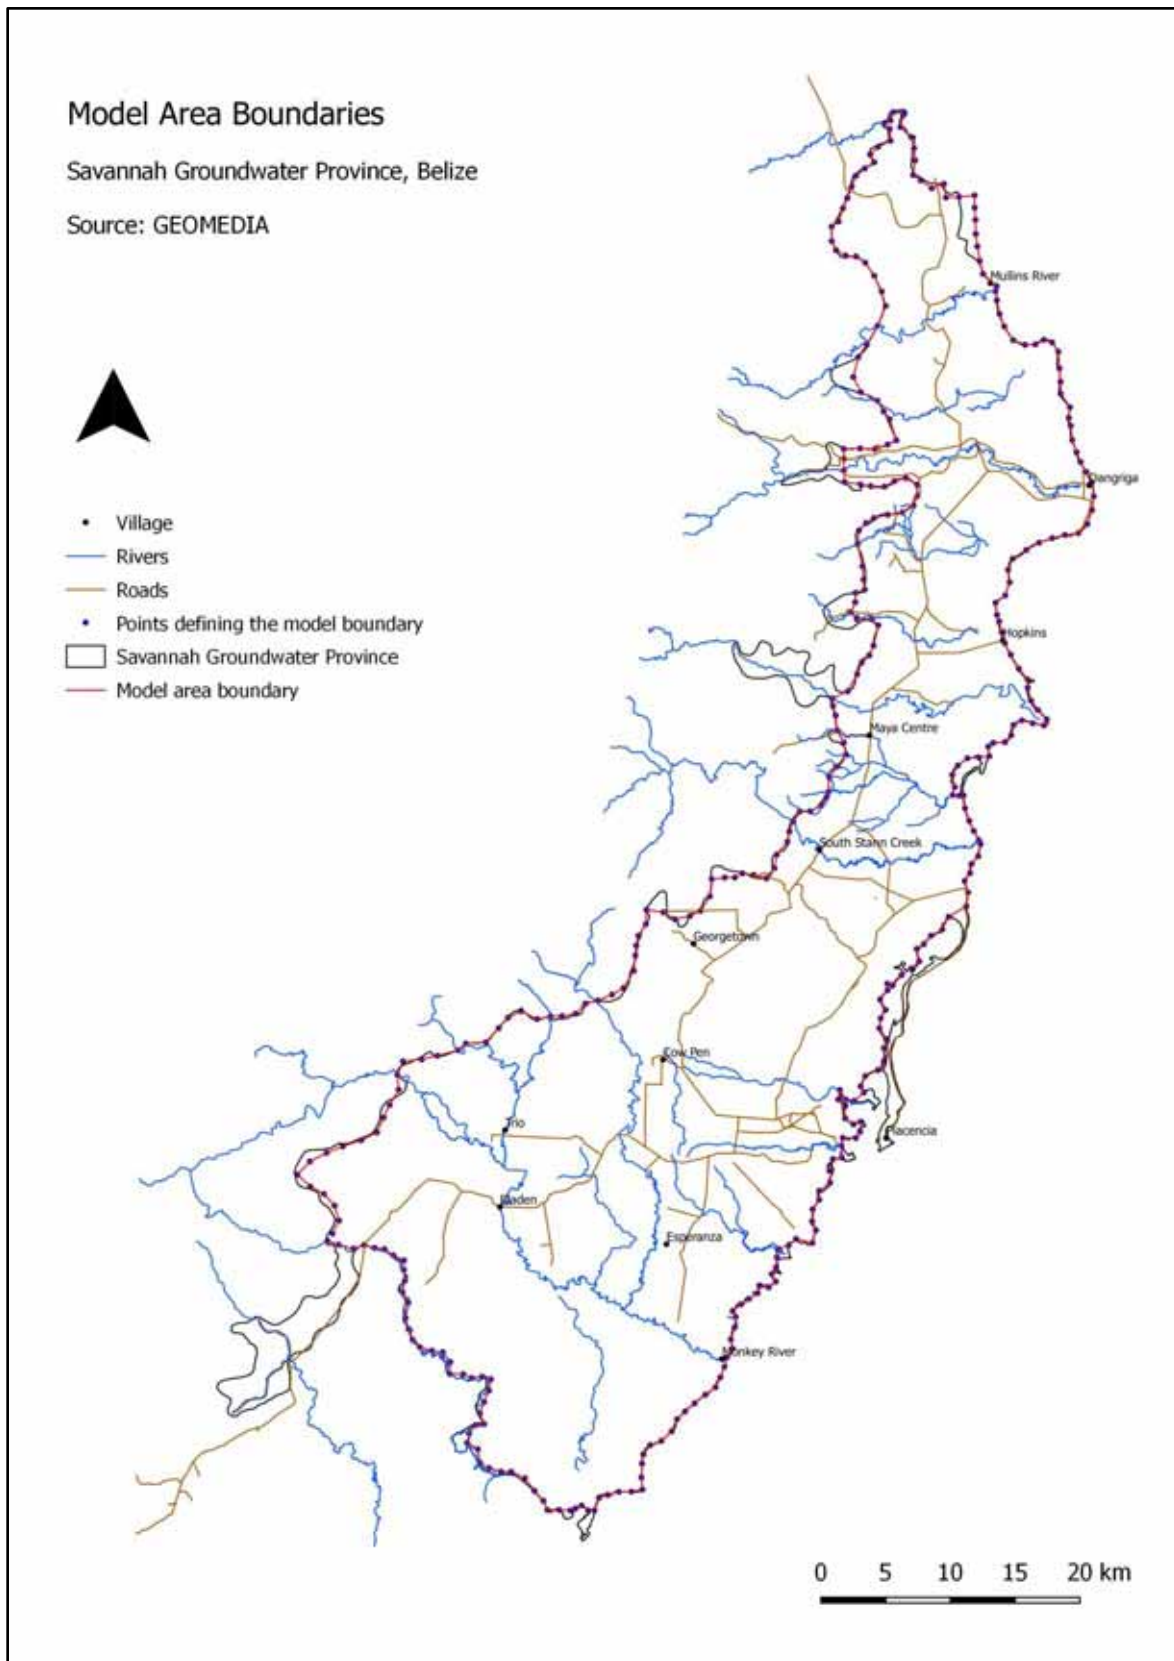 Model Area Boundaries
Savannah Groundwater Province, Belize
Source: GEOMEDIA
Mullins River
Dangriga
Village
Rivers
Roads
Points defining the model boundary
Savannah Groundwater Province
Model area boundary
Hopkins
Maya Centre
South Stann Creek
Georgetown
Cow Pen
Trio
Placencia
Bladen
Esperanza
Monkey River
0 5 10 15 20 km